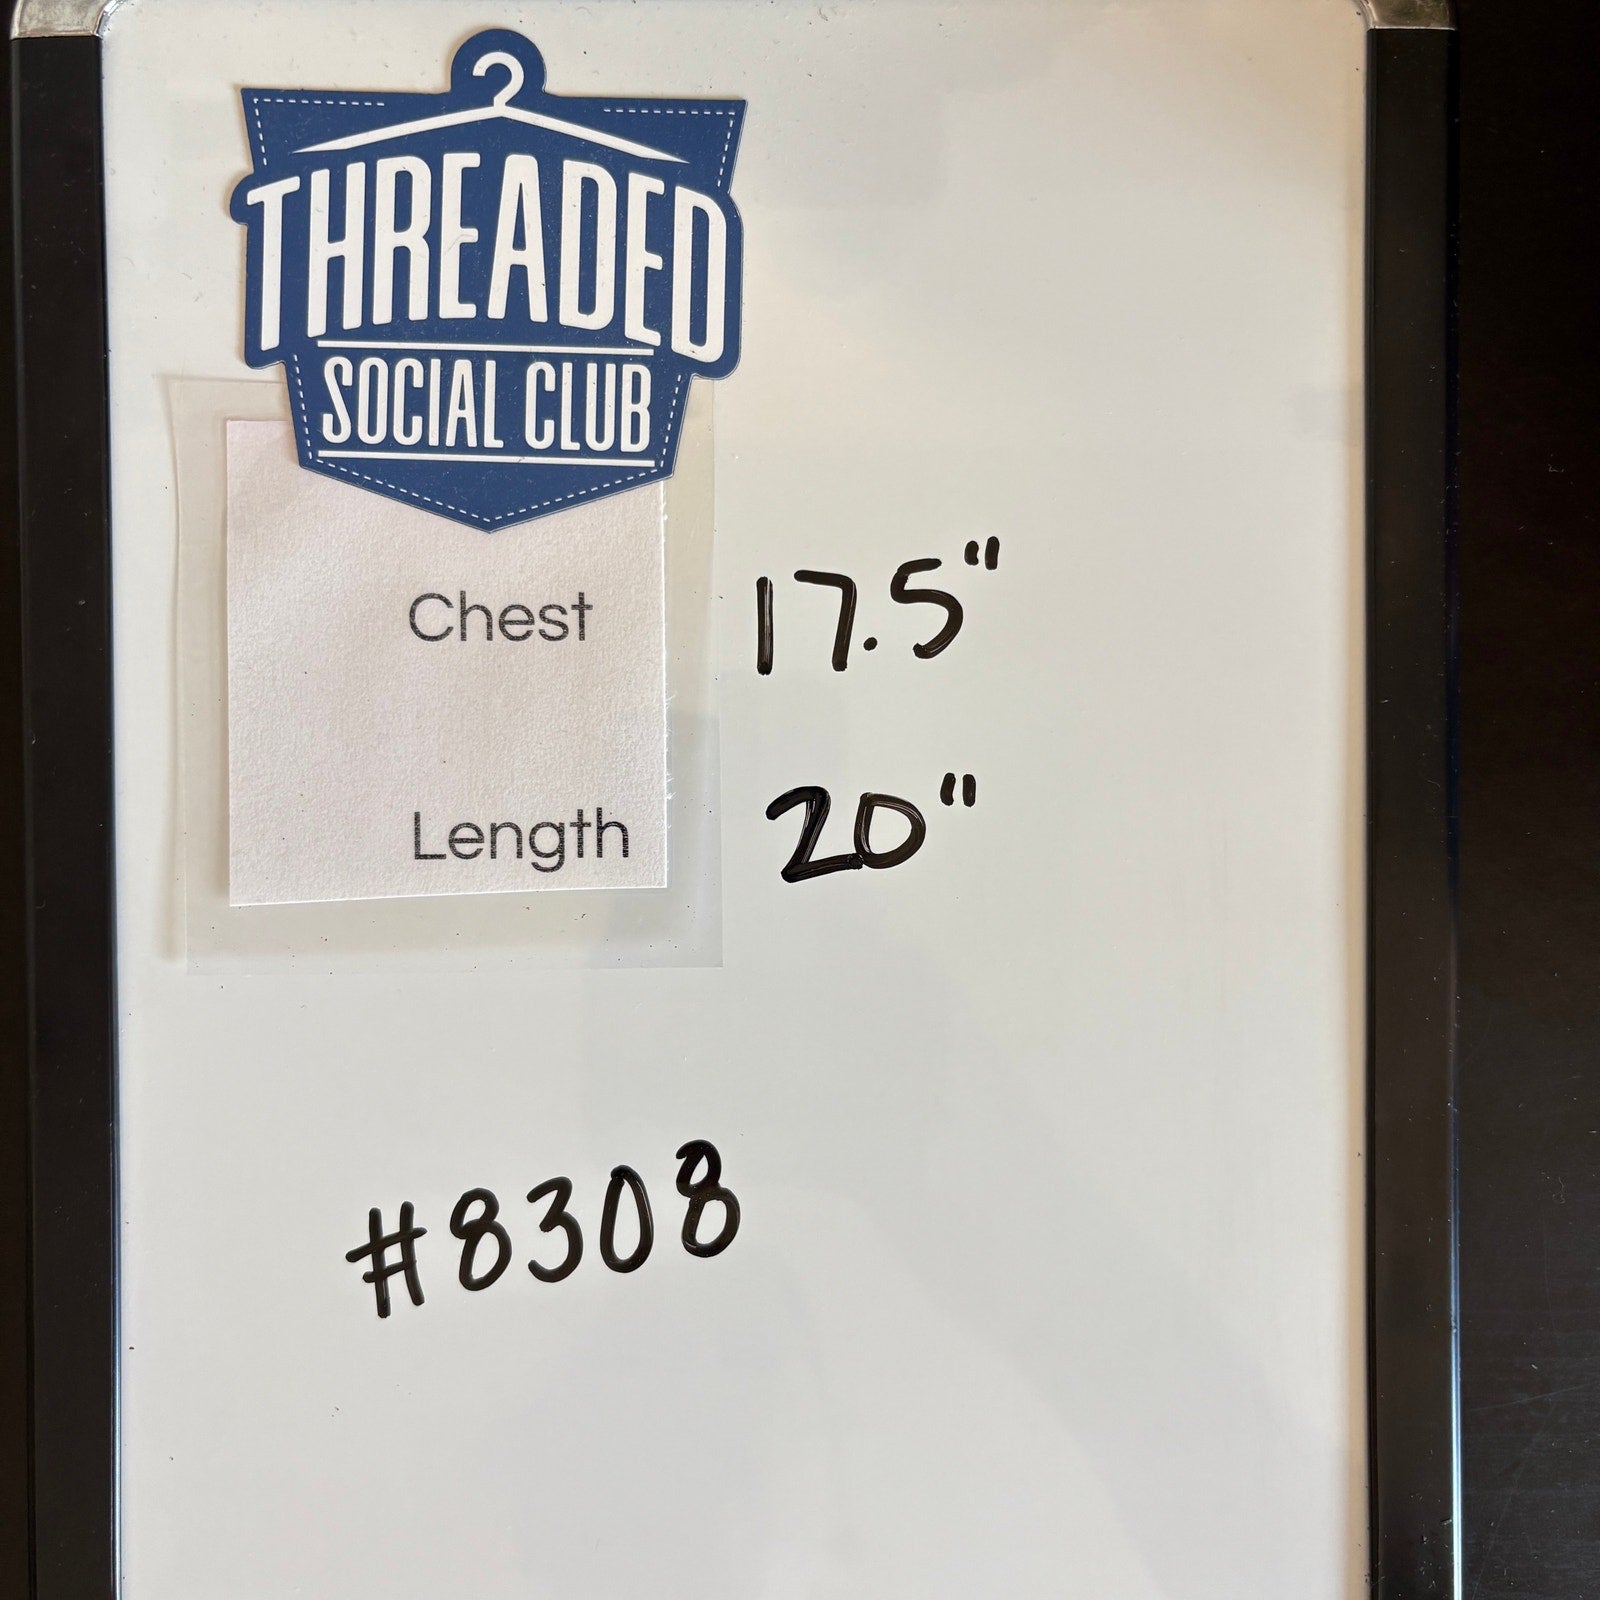 THREADED
SOCIAL CLUB
Chest 17.5"
Length 20"
#8308